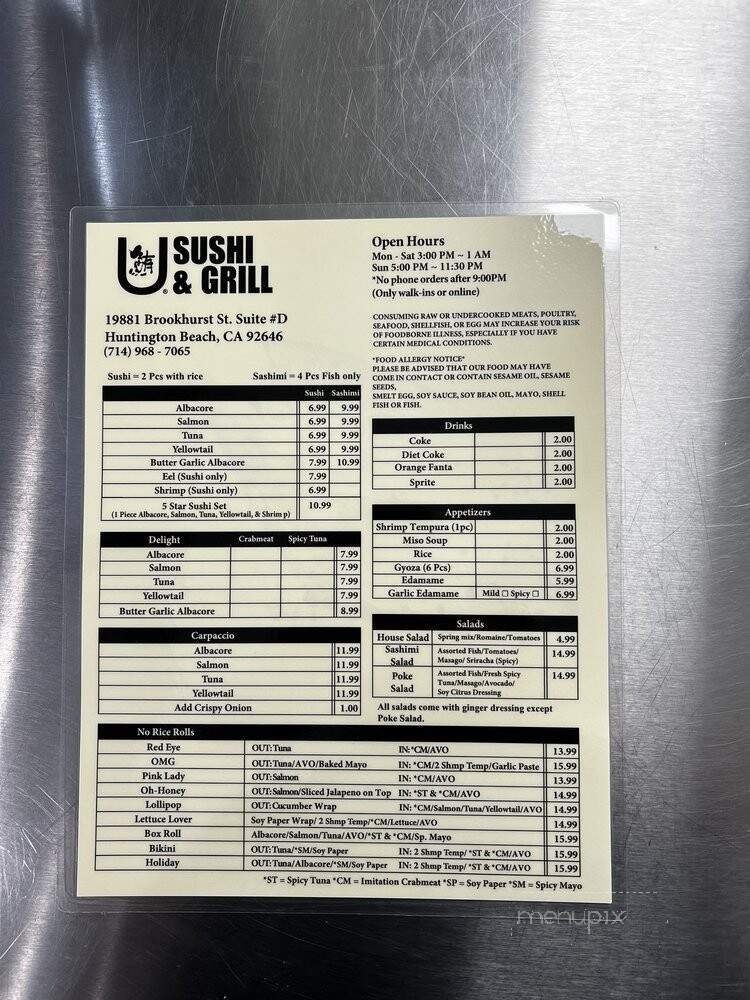 U 鮪 ® SUSHI
& GRILL
19881 Brookhurst St. Suite #D
Huntington Beach, CA 92646
(714) 968 - 7065
Sushi = 2 Pcs with rice Sashimi = 4 Pcs Fish only
Sushi Sashimi
Albacore 6.99 9.99
Salmon 6.99 9.99
Tuna 6.99 9.99
Yellowtail 6.99 9.99
Butter Garlic Albacore 7.99 10.99
Eel (Sushi only) 7.99
Shrimp (Sushi only) 6.99
5 Star Sushi Set 10.99
(1 Piece Albacore, Salmon, Tuna, Yellowtail, & Shrimp)
Delight Crabmeat Spicy Tuna
Albacore 7.99
Salmon 7.99
Tuna 7.99
Yellowtail 7.99
Butter Garlic Albacore 8.99
Carpaccio
Albacore 11.99
Salmon 11.99
Tuna 11.99
Yellowtail 11.99
Add Crispy Onion 1.00
Open Hours
Mon - Sat 3:00 PM ~ 1 AM
Sun 5:00 PM ~ 11:30 PM
*No phone orders after 9:00PM
(Only walk-ins or online)
CONSUMING RAW OR UNDERCOOKED MEATS, POULTRY,
SEAFOOD, SHELLFISH, OR EGG MAY INCREASE YOUR RISK
OF FOODBORNE ILLNESS, ESPECIALLY IF YOU HAVE
CERTAIN MEDICAL CONDITIONS.
*FOOD ALLERGY NOTICE*
PLEASE BE ADVISED THAT OUR FOOD MAY HAVE
COME IN CONTACT OR CONTAIN SESAME OIL, SESAME
SEEDS,
SMELT EGG, SOY SAUCE, SOY BEAN OIL, MAYO, SHELL
FISH OR FISH.
Drinks
Coke 2.00
Diet Coke 2.00
Orange Fanta 2.00
Sprite 2.00
Appetizers
Shrimp Tempura (1pc) 2.00
Miso Soup 2.00
Rice 2.00
Gyoza (6 Pcs) 6.99
Edamame 5.99
Garlic Edamame Mild ☐ Spicy ☐ 6.99
Salads
House Salad Spring mix/Romaine/Tomatoes 4.99
Sashimi Salad Assorted Fish/Tomatoes/ 14.99
Masago/ Sriracha (Spicy)
Poke Salad Assorted Fish/Fresh Spicy 14.99
Tuna/Masago/Avocado/
Soy Citrus Dressing
All salads come with ginger dressing except
Poke Salad.
No Rice Rolls
Red Eye OUT:Tuna IN:*CM/AVO 13.99
OMG OUT:Tuna/AVO/Baked Mayo IN: *CM/2 Shmp Temp/Garlic Paste 15.99
Pink Lady OUT:Salmon IN: *CM/AVO 13.99
Oh-Honey OUT:Salmon/Sliced Jalapeno on Top IN: *ST & *CM/AVO 14.99
Lollipop OUT:Cucumber Wrap IN: *CM/Salmon/Tuna/Yellowtail/AVO 14.99
Lettuce Lover Soy Paper Wrap/ 2 Shmp Temp/*CM/Lettuce/AVO 14.99
Box Roll Albacore/Salmon/Tuna/AVO/*ST & *CM/Sp. Mayo 15.99
Bikini OUT:Tuna/*SM/Soy Paper IN: 2 Shmp Temp/ *ST & *CM/AVO 15.99
Holiday OUT:Tuna/Albacore/*SM/Soy Paper IN: 2 Shmp Temp/ *ST & *CM/AVO 15.99
*ST = Spicy Tuna *CM = Imitation Crabmeat *SP = Soy Paper *SM = Spicy Mayo
menupix